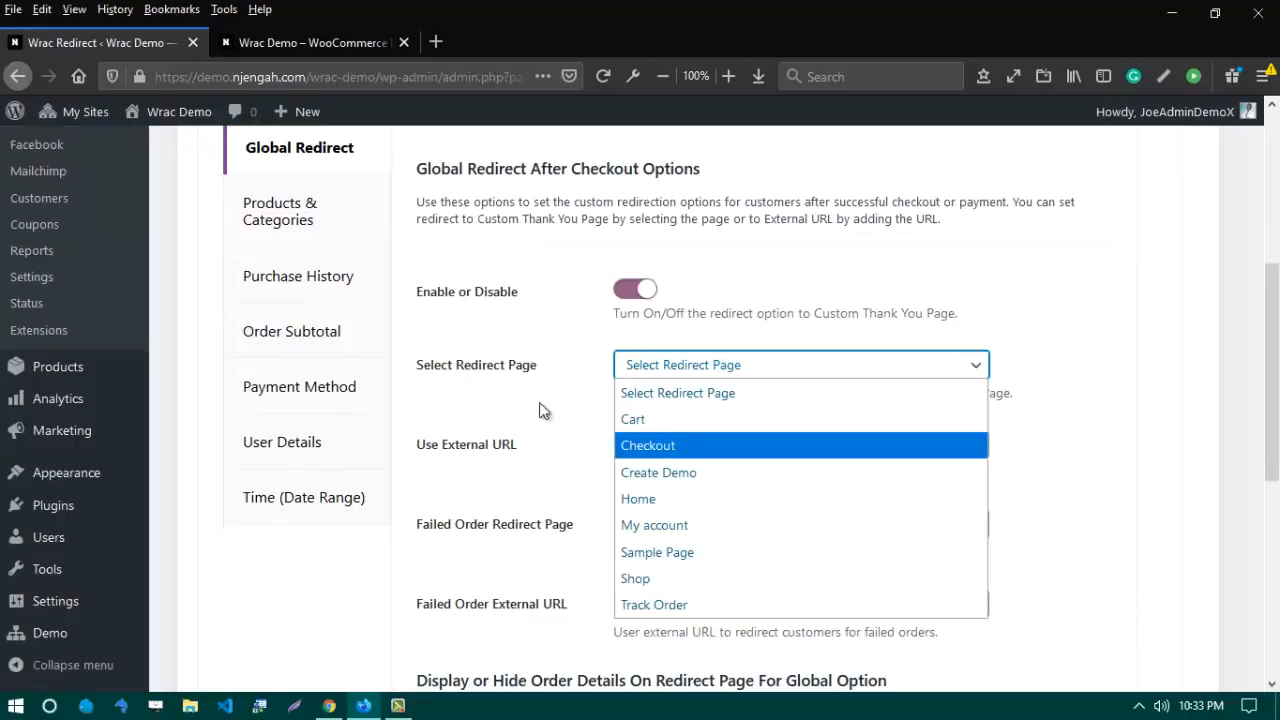 File Edit View History Bookmarks Tools Help
Wrac Redirect ‹ Wrac Demo —
Wrac Demo – WooCommerce
https://demo.njengah.com/wrac-demo/wp-admin/admin.php?pa
100%
Search
My Sites
Wrac Demo
0
New
Howdy, JoeAdminDemoX
Facebook
Mailchimp
Customers
Coupons
Reports
Settings
Status
Extensions
Products
Analytics
Marketing
Appearance
Plugins
Users
Tools
Settings
Demo
Collapse menu
Global Redirect
Products &
Categories
Purchase History
Order Subtotal
Payment Method
User Details
Time (Date Range)
Global Redirect After Checkout Options
Use these options to set the custom redirection options for customers after successful checkout or payment. You can set
redirect to Custom Thank You Page by selecting the page or to External URL by adding the URL.
Enable or Disable
Turn On/Off the redirect option to Custom Thank You Page.
Select Redirect Page
Select Redirect Page
Select Redirect Page
age.
Cart
Checkout
Use External URL
Create Demo
Home
Failed Order Redirect Page
My account
Sample Page
Shop
Failed Order External URL
Track Order
User external URL to redirect customers for failed orders.
Display or Hide Order Details On Redirect Page For Global Option
10:33 PM